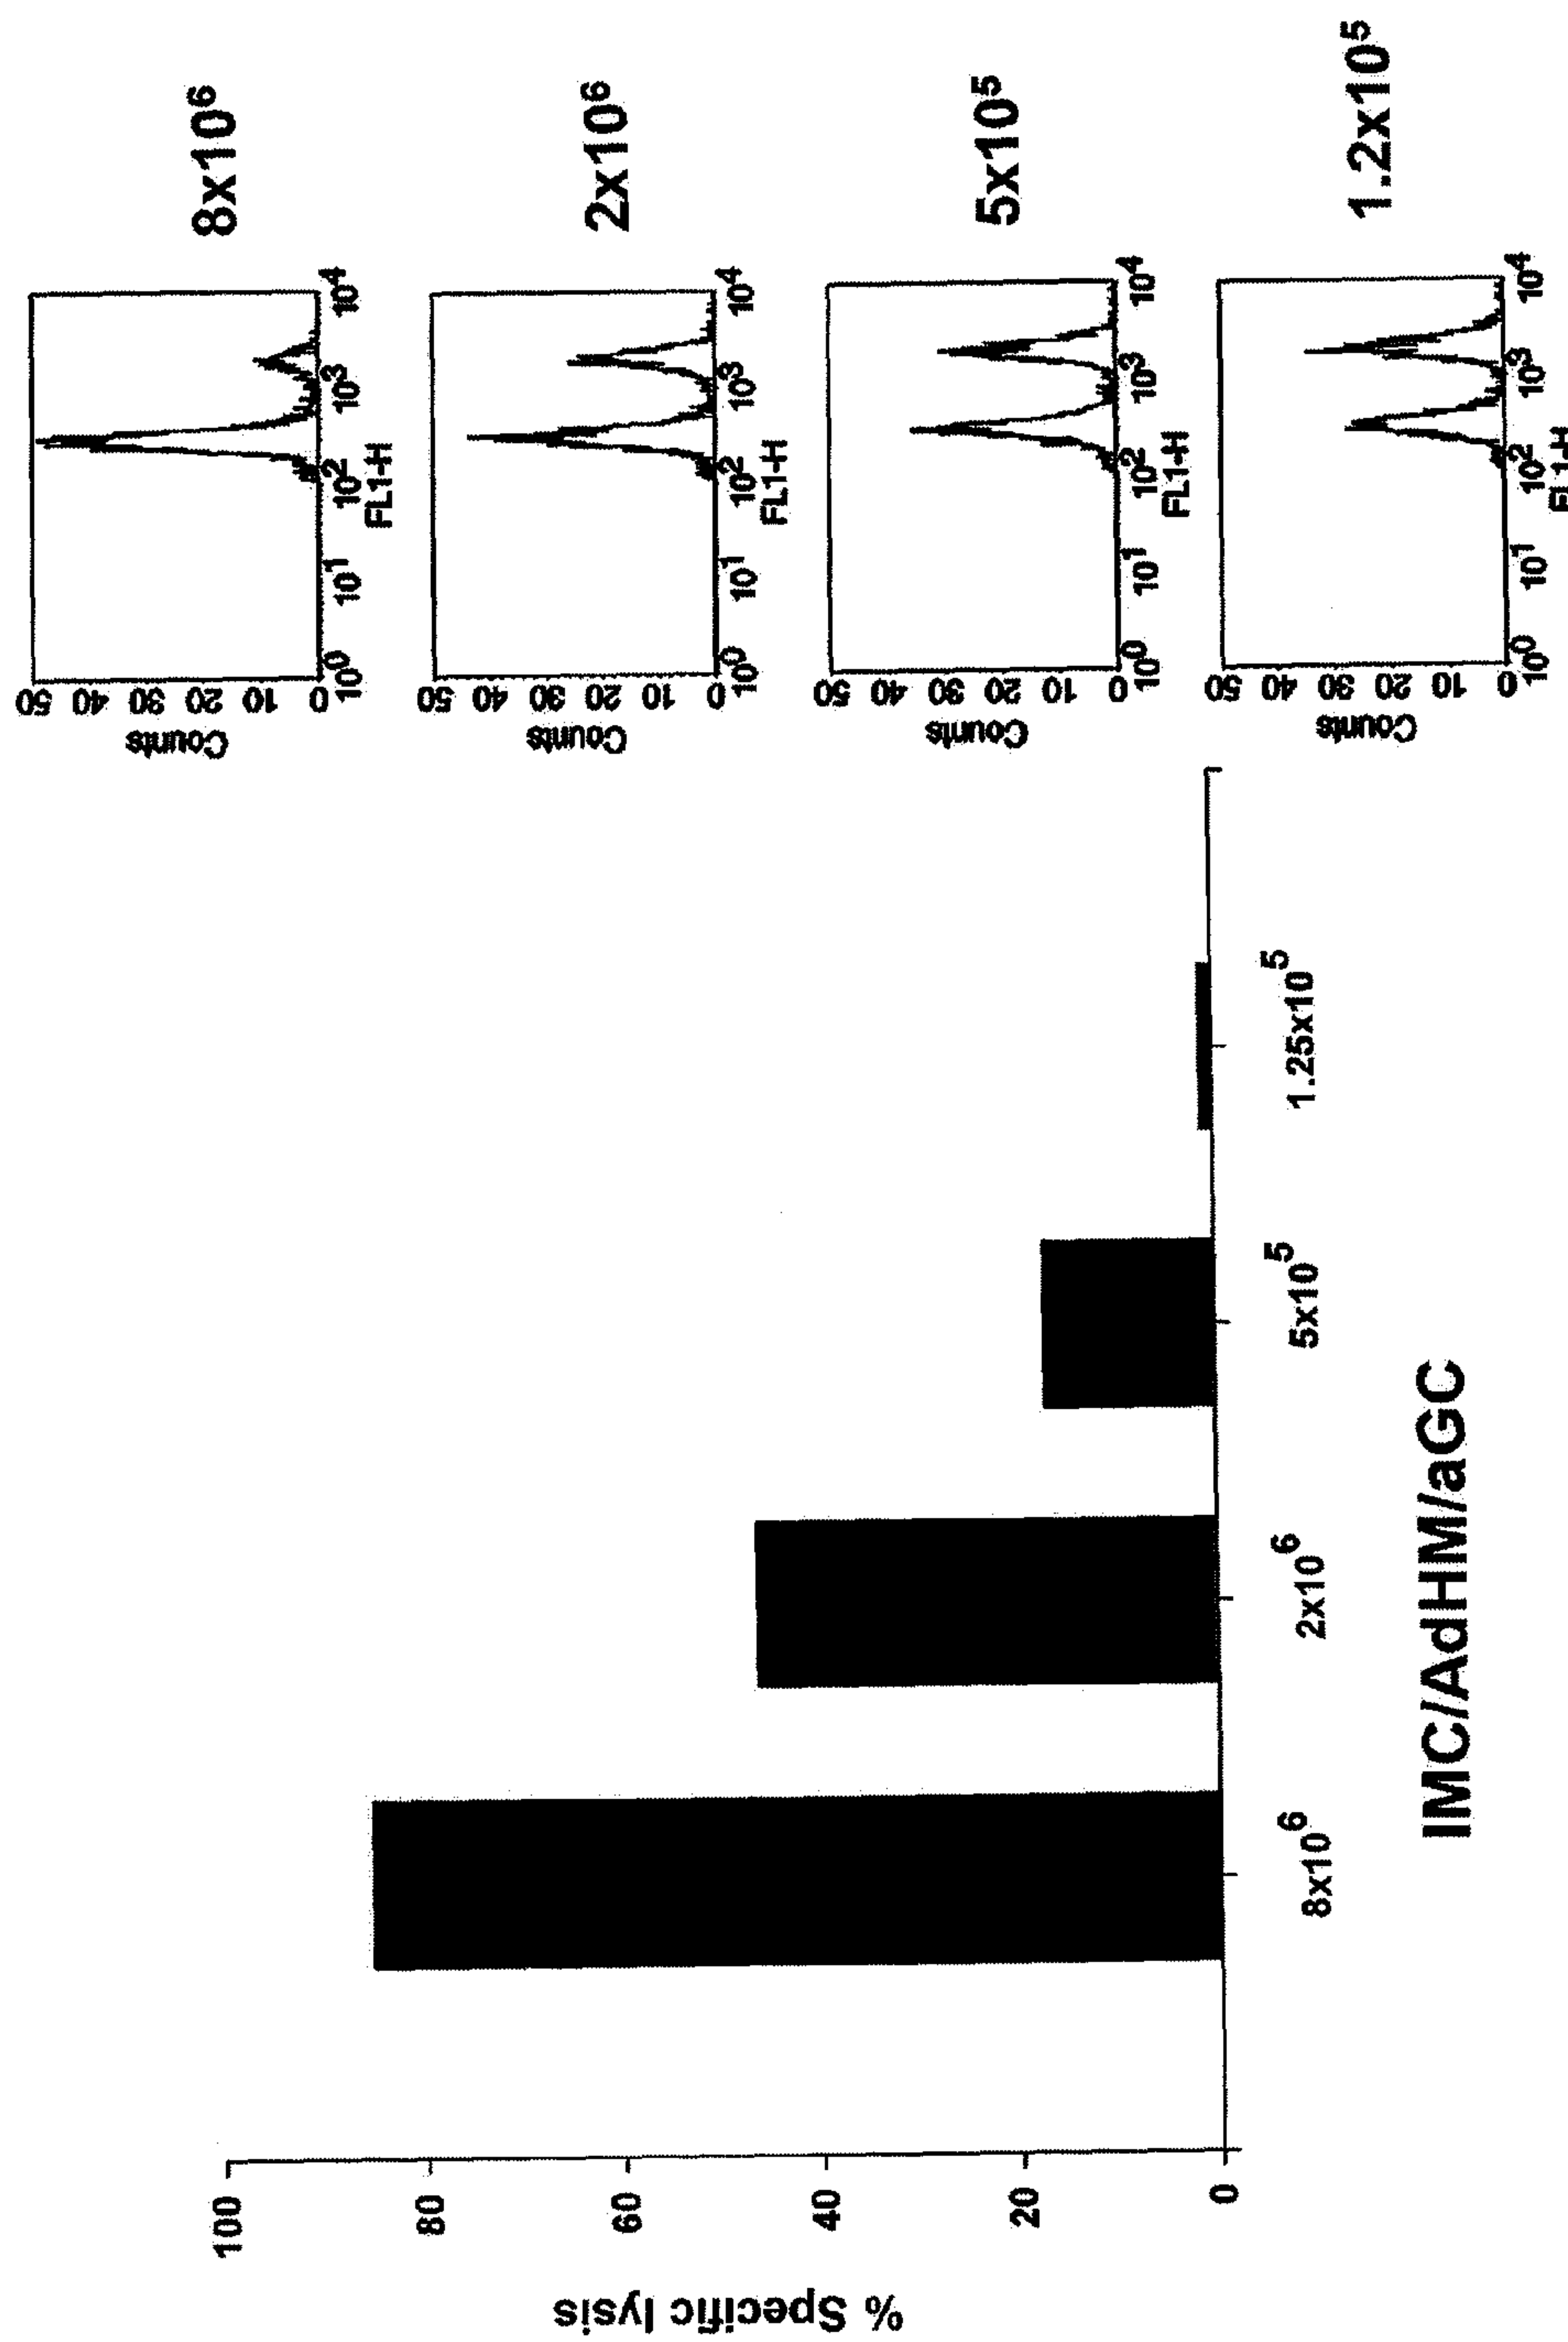 % Specific lysis
100
80
60
40
20
0
8x10⁶
2x10⁶
5x10⁵
1.25x10⁵
IMC/AdHM/aGC
Counts
50
40
30
20
10
0
10⁰
10¹
10²
10³
10⁴
FL1-H
8x10⁶
Counts
50
40
30
20
10
0
10⁰
10¹
10²
10³
10⁴
FL1-H
2x10⁶
Counts
50
40
30
20
10
0
10⁰
10¹
10²
10³
10⁴
FL1-H
5x10⁵
Counts
50
40
30
20
10
0
10⁰
10¹
10²
10³
10⁴
FL1-H
1.2x10⁵